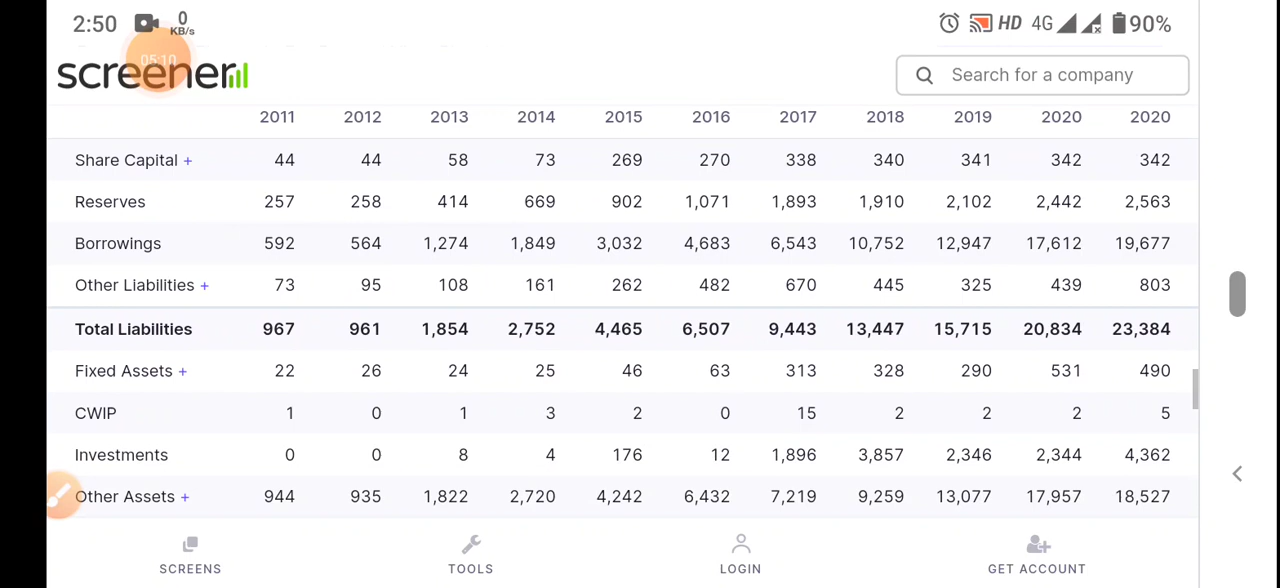 2:50 0 KB/s HD 4G 90%
05:10
screener Search for a company
2011 2012 2013 2014 2015 2016 2017 2018 2019 2020 2020
Share Capital + 44 44 58 73 269 270 338 340 341 342 342
Reserves 257 258 414 669 902 1,071 1,893 1,910 2,102 2,442 2,563
Borrowings 592 564 1,274 1,849 3,032 4,683 6,543 10,752 12,947 17,612 19,677
Other Liabilities + 73 95 108 161 262 482 670 445 325 439 803
Total Liabilities 967 961 1,854 2,752 4,465 6,507 9,443 13,447 15,715 20,834 23,384
Fixed Assets + 22 26 24 25 46 63 313 328 290 531 490
CWIP 1 0 1 3 2 0 15 2 2 2 5
Investments 0 0 8 4 176 12 1,896 3,857 2,346 2,344 4,362
Other Assets + 944 935 1,822 2,720 4,242 6,432 7,219 9,259 13,077 17,957 18,527
SCREENS TOOLS LOGIN GET ACCOUNT